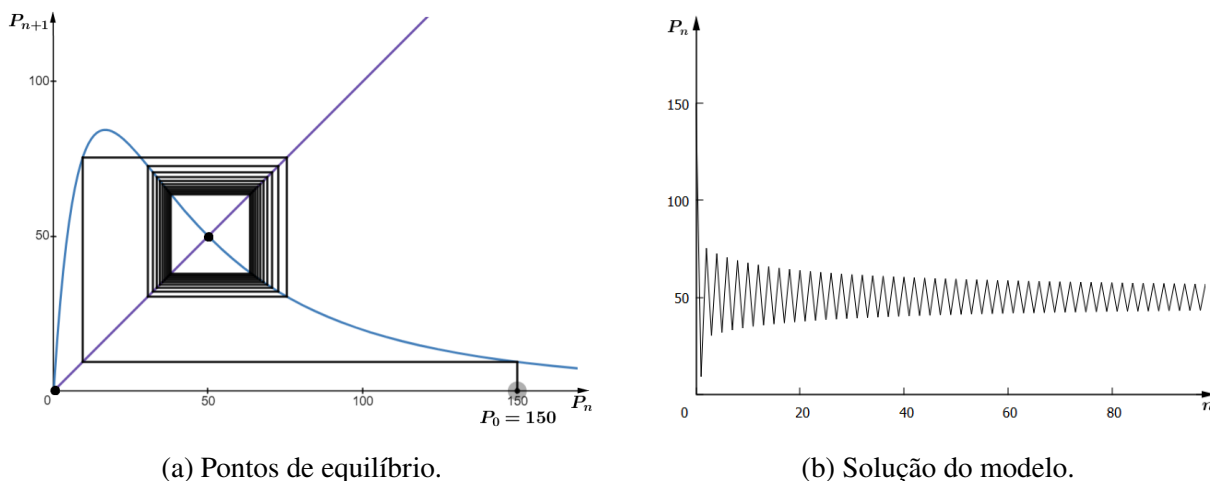 P_{n+1}
100
50
0
50
100
150
P_n
P_0 = 150
(a) Pontos de equilíbrio.
P_n
150
100
50
0
20
40
60
80
n
(b) Solução do modelo.